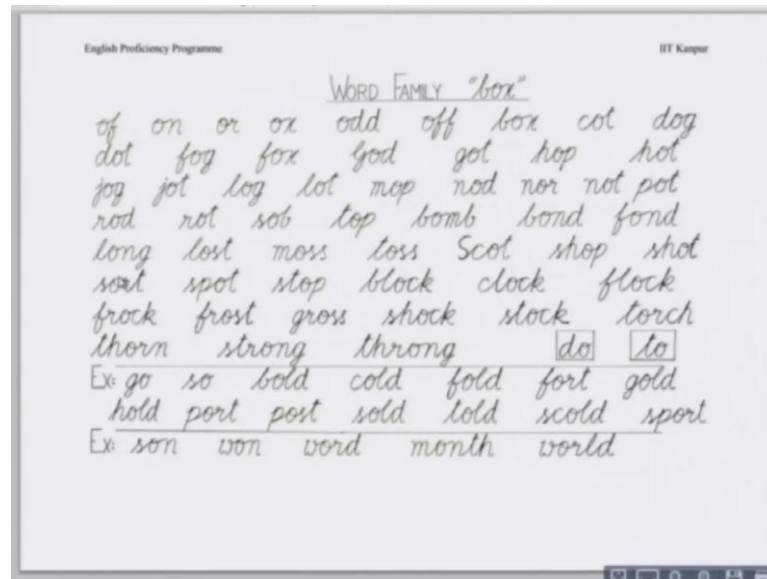 English Proficiency Programme IIT Kanpur
WORD FAMILY "box"
of on or ox odd off box cot dog
dot fog fox God got hop hot
jog jot log lot mop nod nor not pot
rod rot sob top bomb bond fond
long lost moss toss Scot shop shot
sort spot stop block clock flock
frock frost gross shock stock torch
thorn strong throng do to
Ex: go so bold cold fold fort gold
hold port post sold told scold sport
Ex: son won word month world